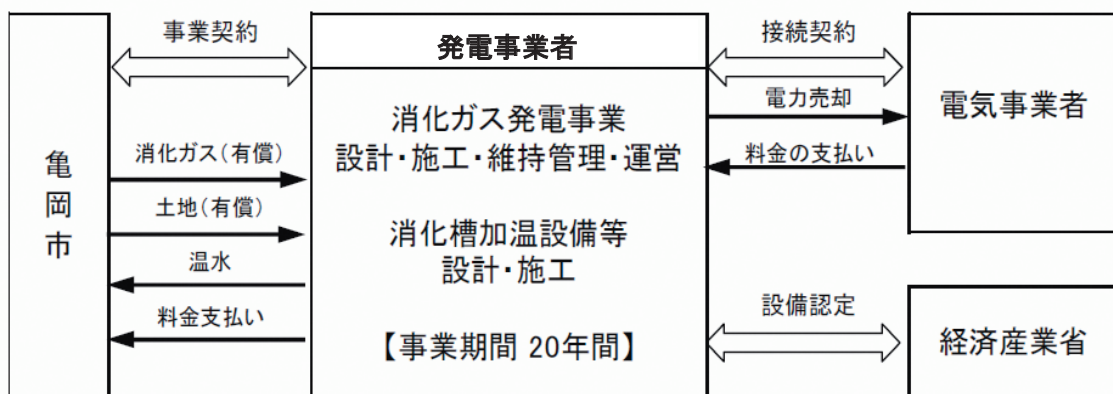 亀岡市
事業契約
消化ガス(有償)
土地(有償)
温水
料金支払い
発電事業者
消化ガス発電事業
設計・施工・維持管理・運営
消化槽加温設備等
設計・施工
【事業期間 20年間】
接続契約
電力売却
料金の支払い
設備認定
電気事業者
経済産業省